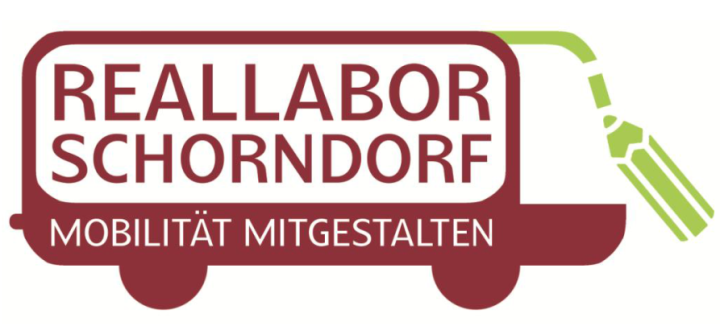 REALLABOR
SCHORNDORF
MOBILITÄT MITGESTALTEN